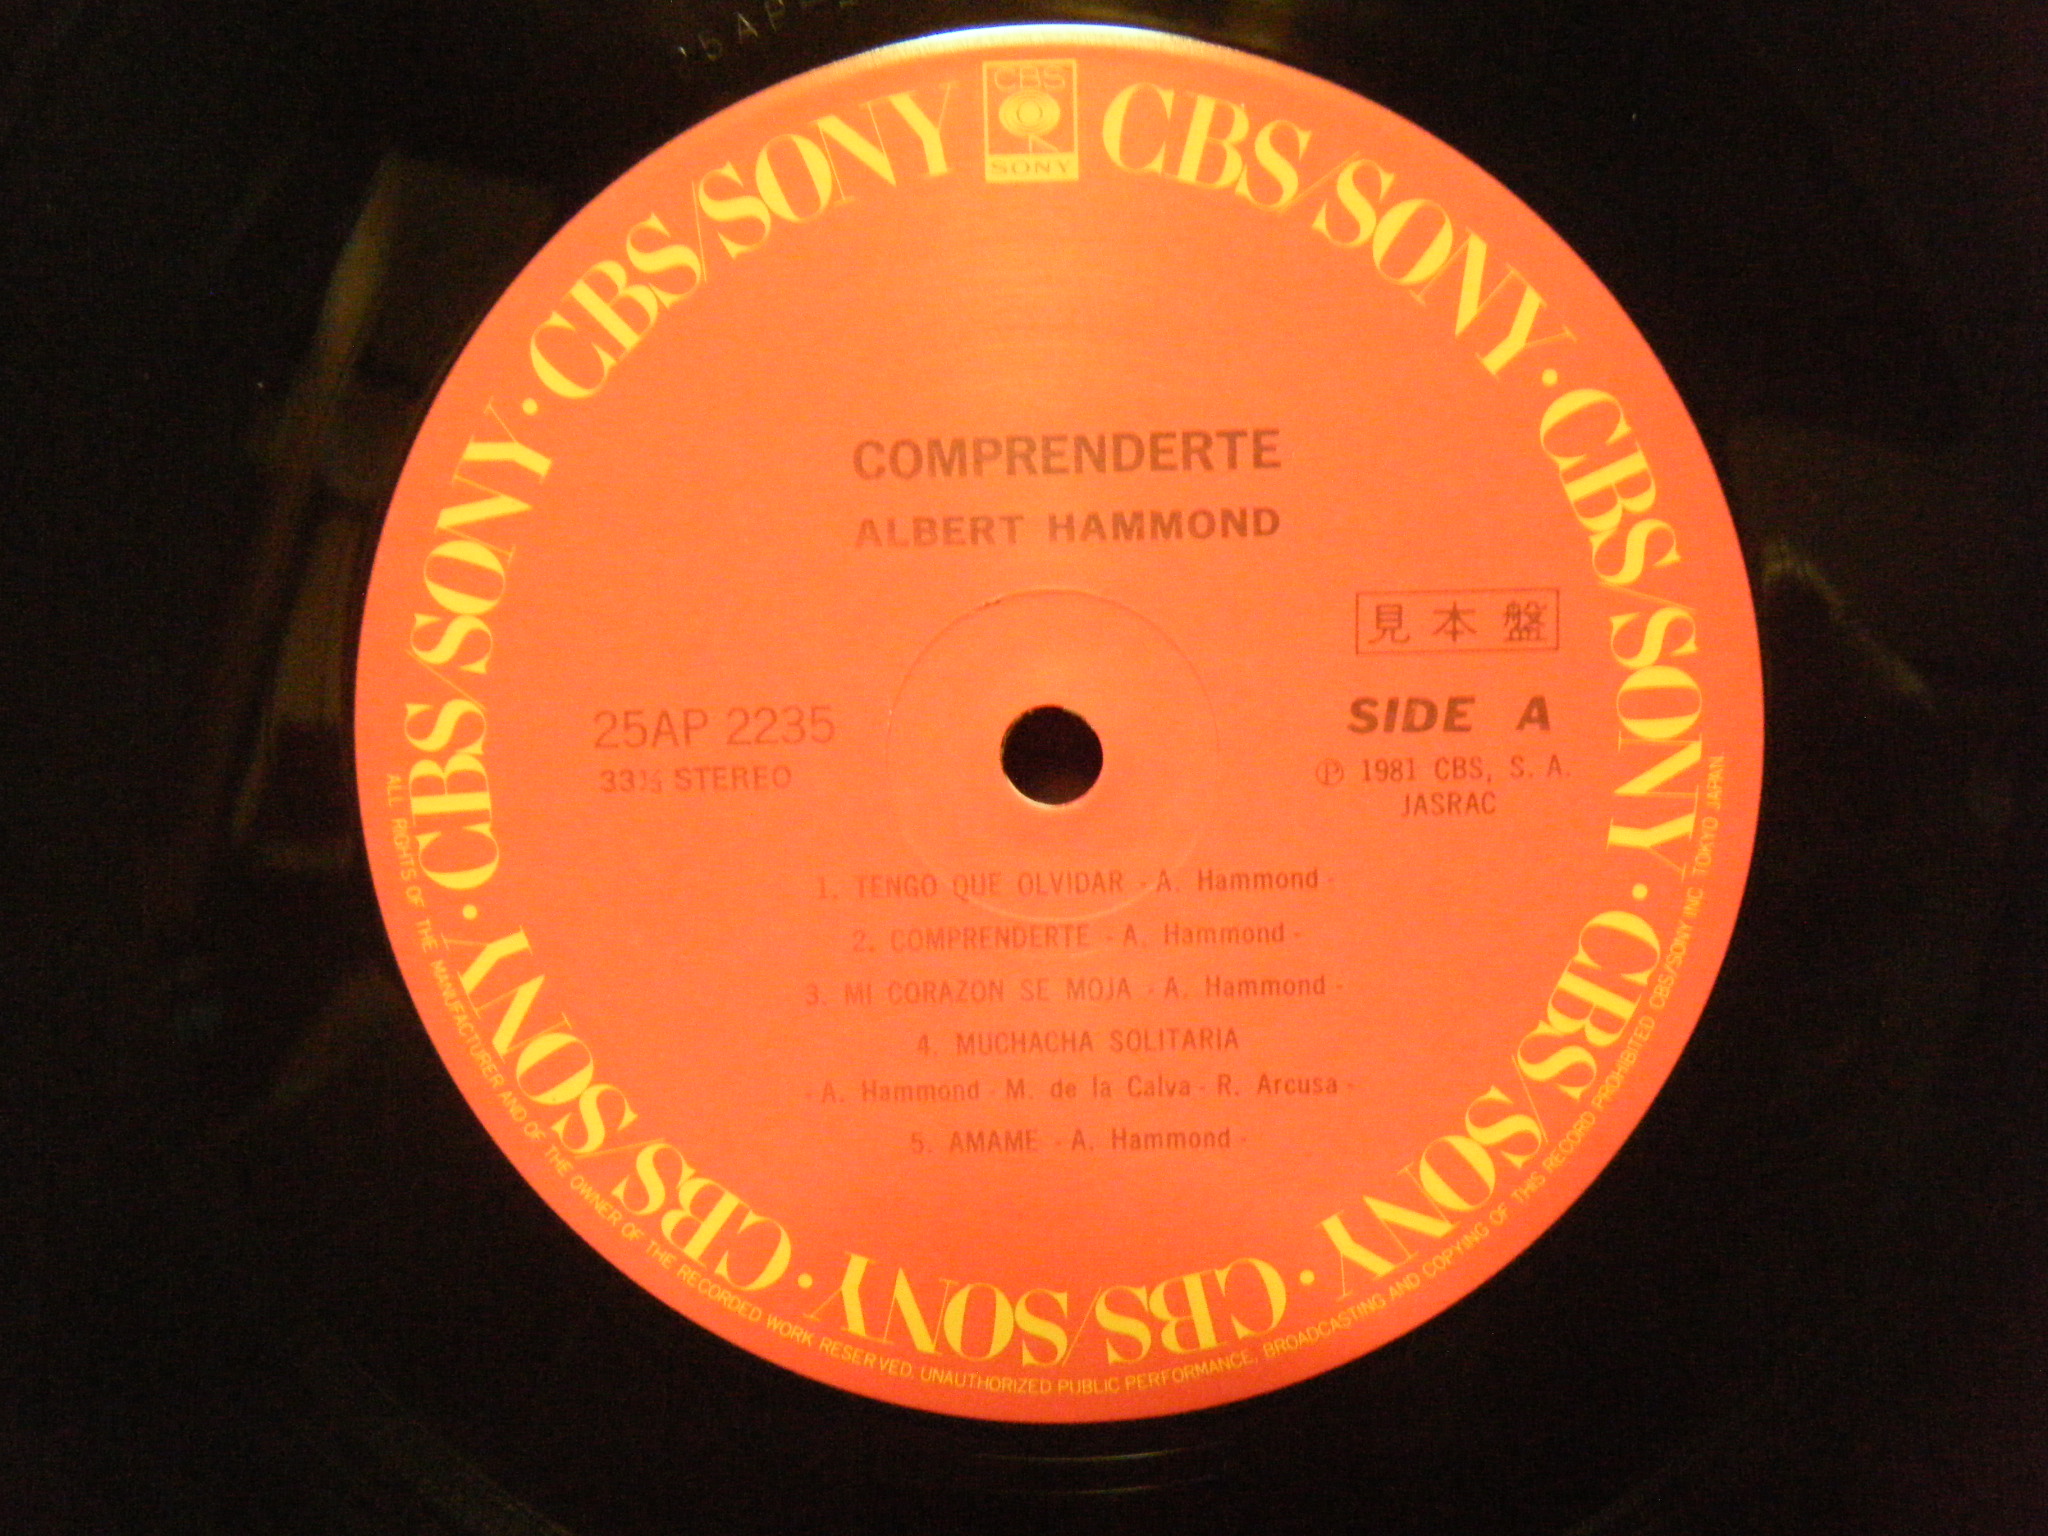 CBS
SONY
CBS/SONY · CBS/SONY · CBS/SONY · CBS/SONY · CBS/SONY · CBS/SONY · CBS/SONY
COMPRENDERTE
ALBERT HAMMOND
見本盤
25AP 2235
33⅓ STEREO
SIDE A
Ⓟ 1981 CBS, S. A.
JASRAC
1. TENGO QUE OLVIDAR - A. Hammond -
2. COMPRENDERTE - A. Hammond -
3. MI CORAZON SE MOJA - A. Hammond -
4. MUCHACHA SOLITARIA
- A. Hammond - M. de la Calva - R. Arcusa -
5. AMAME - A. Hammond -
ALL RIGHTS OF THE MANUFACTURER AND OF THE OWNER OF THE RECORDED WORK RESERVED. UNAUTHORIZED PUBLIC PERFORMANCE, BROADCASTING AND COPYING OF THIS RECORD PROHIBITED CBS/SONY INC TOKYO JAPAN